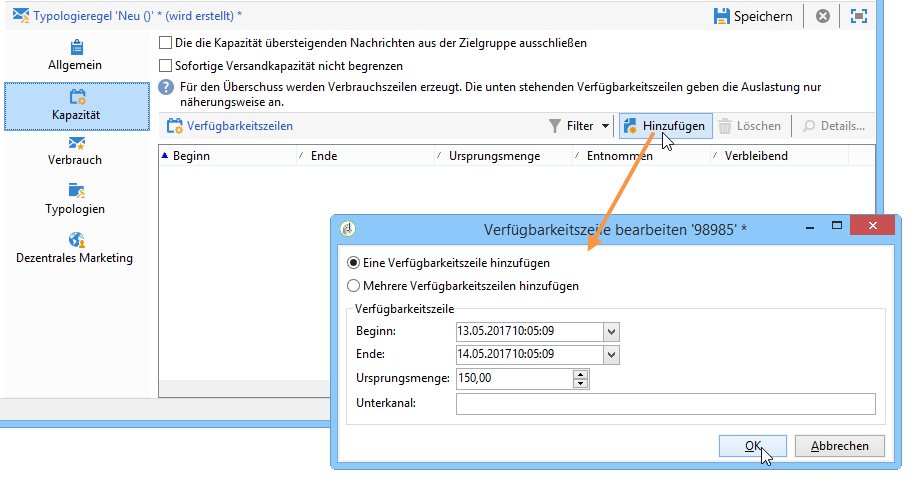 Typologieregel 'Neu ()' * (wird erstellt) *
Speichern
Allgemein
Kapazität
Verbrauch
Typologien
Dezentrales Marketing
Die die Kapazität übersteigenden Nachrichten aus der Zielgruppe ausschließen
Sofortige Versandkapazität nicht begrenzen
Für den Überschuss werden Verbrauchszeilen erzeugt. Die unten stehenden Verfügbarkeitszeilen geben die Auslastung nur
näherungsweise an.
Verfügbarkeitszeilen Filter Hinzufügen Löschen Details...
Beginn Ende Ursprungsmenge Entnommen Verbleibend
Verfügbarkeitszeile bearbeiten '98985' *
Eine Verfügbarkeitszeile hinzufügen
Mehrere Verfügbarkeitszeilen hinzufügen
Verfügbarkeitszeile
Beginn: 13.05.201710:05:09
Ende: 14.05.201710:05:09
Ursprungsmenge: 150,00
Unterkanal:
OK Abbrechen